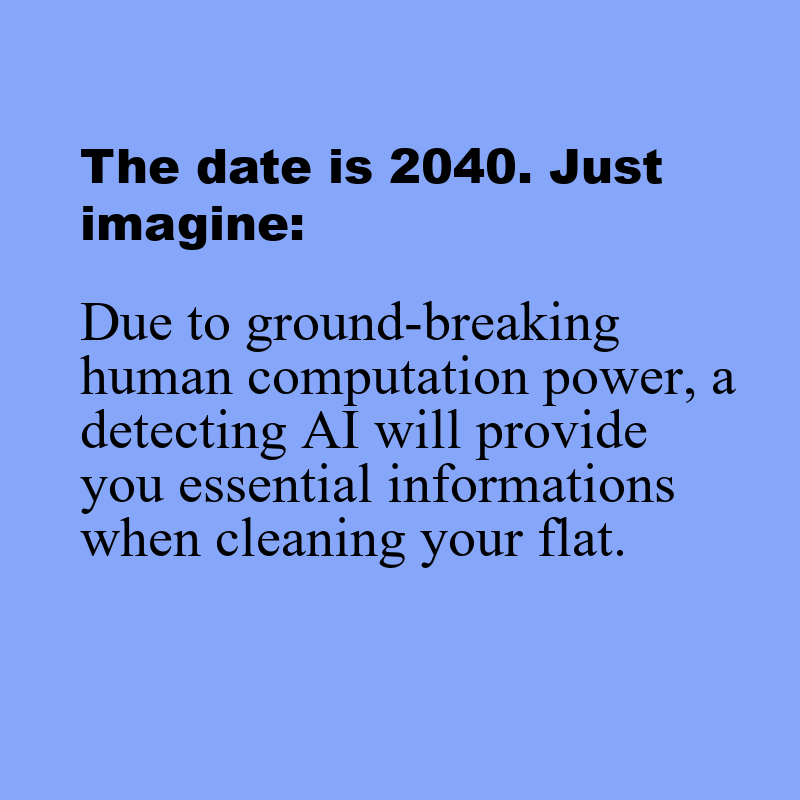 The date is 2040. Just
imagine:
Due to ground-breaking
human computation power, a
detecting AI will provide
you essential informations
when cleaning your flat.